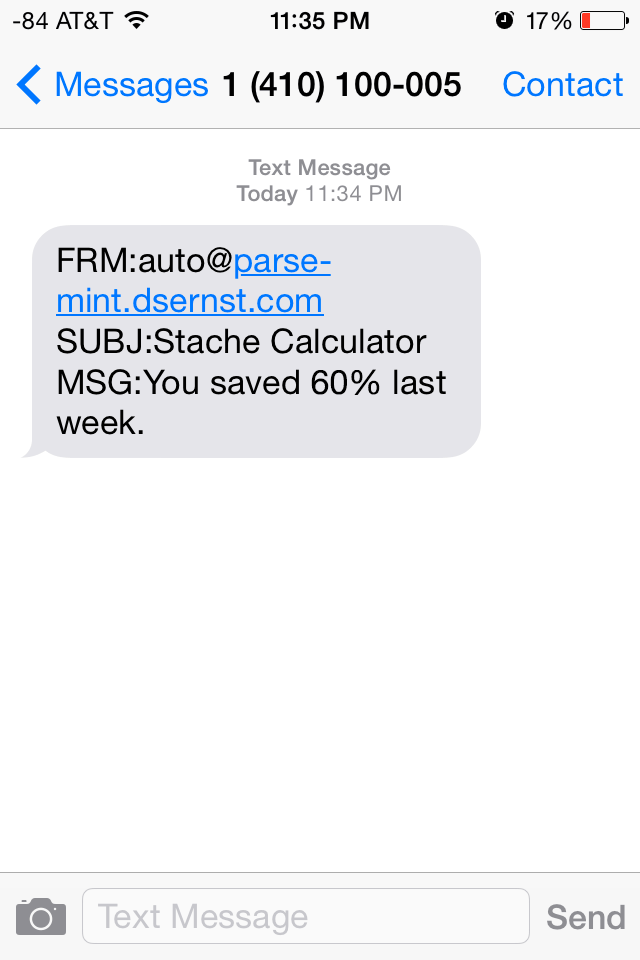 -84 AT&T 11:35 PM 17%
Messages 1 (410) 100-005 Contact
Text Message
Today 11:34 PM
FRM:auto@parse-
mint.dsernst.com
SUBJ:Stache Calculator
MSG:You saved 60% last
week.
Text Message Send